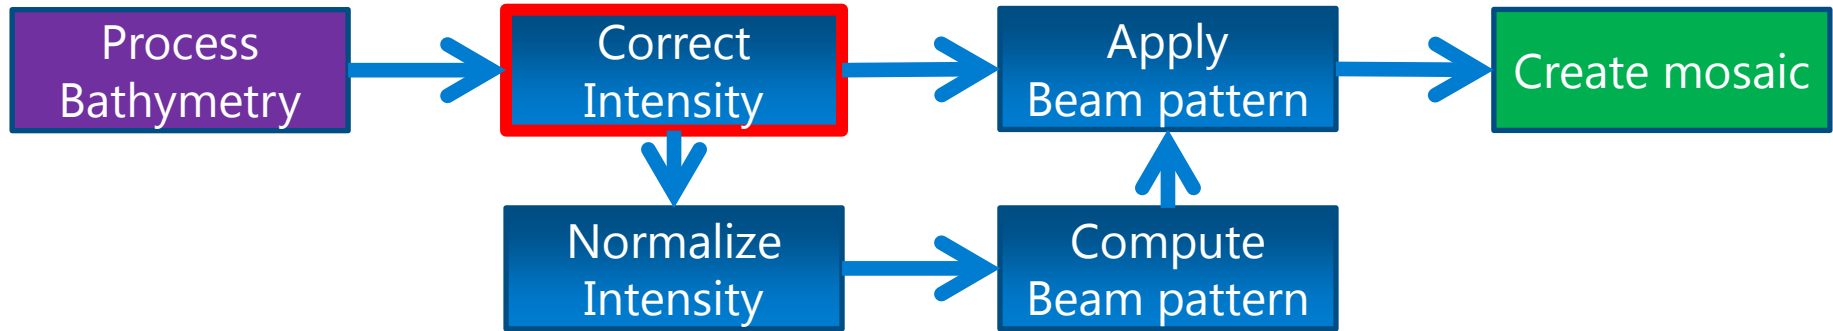 Process
Bathymetry
Correct
Intensity
Apply
Beam pattern
Create mosaic
Normalize
Intensity
Compute
Beam pattern